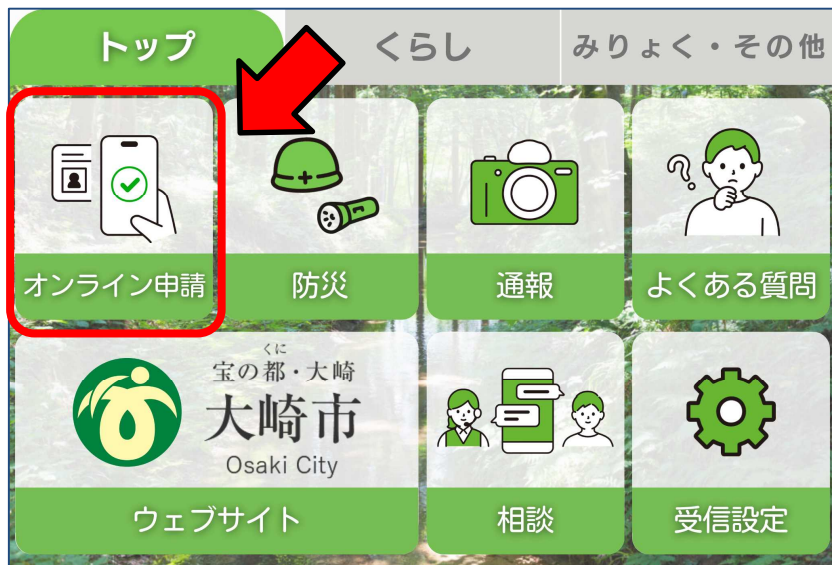 トップ
くらし
みりょく・その他
オンライン申請
防災
通報
よくある質問
くに
宝の都・大崎
大崎市
Osaki City
ウェブサイト
相談
受信設定